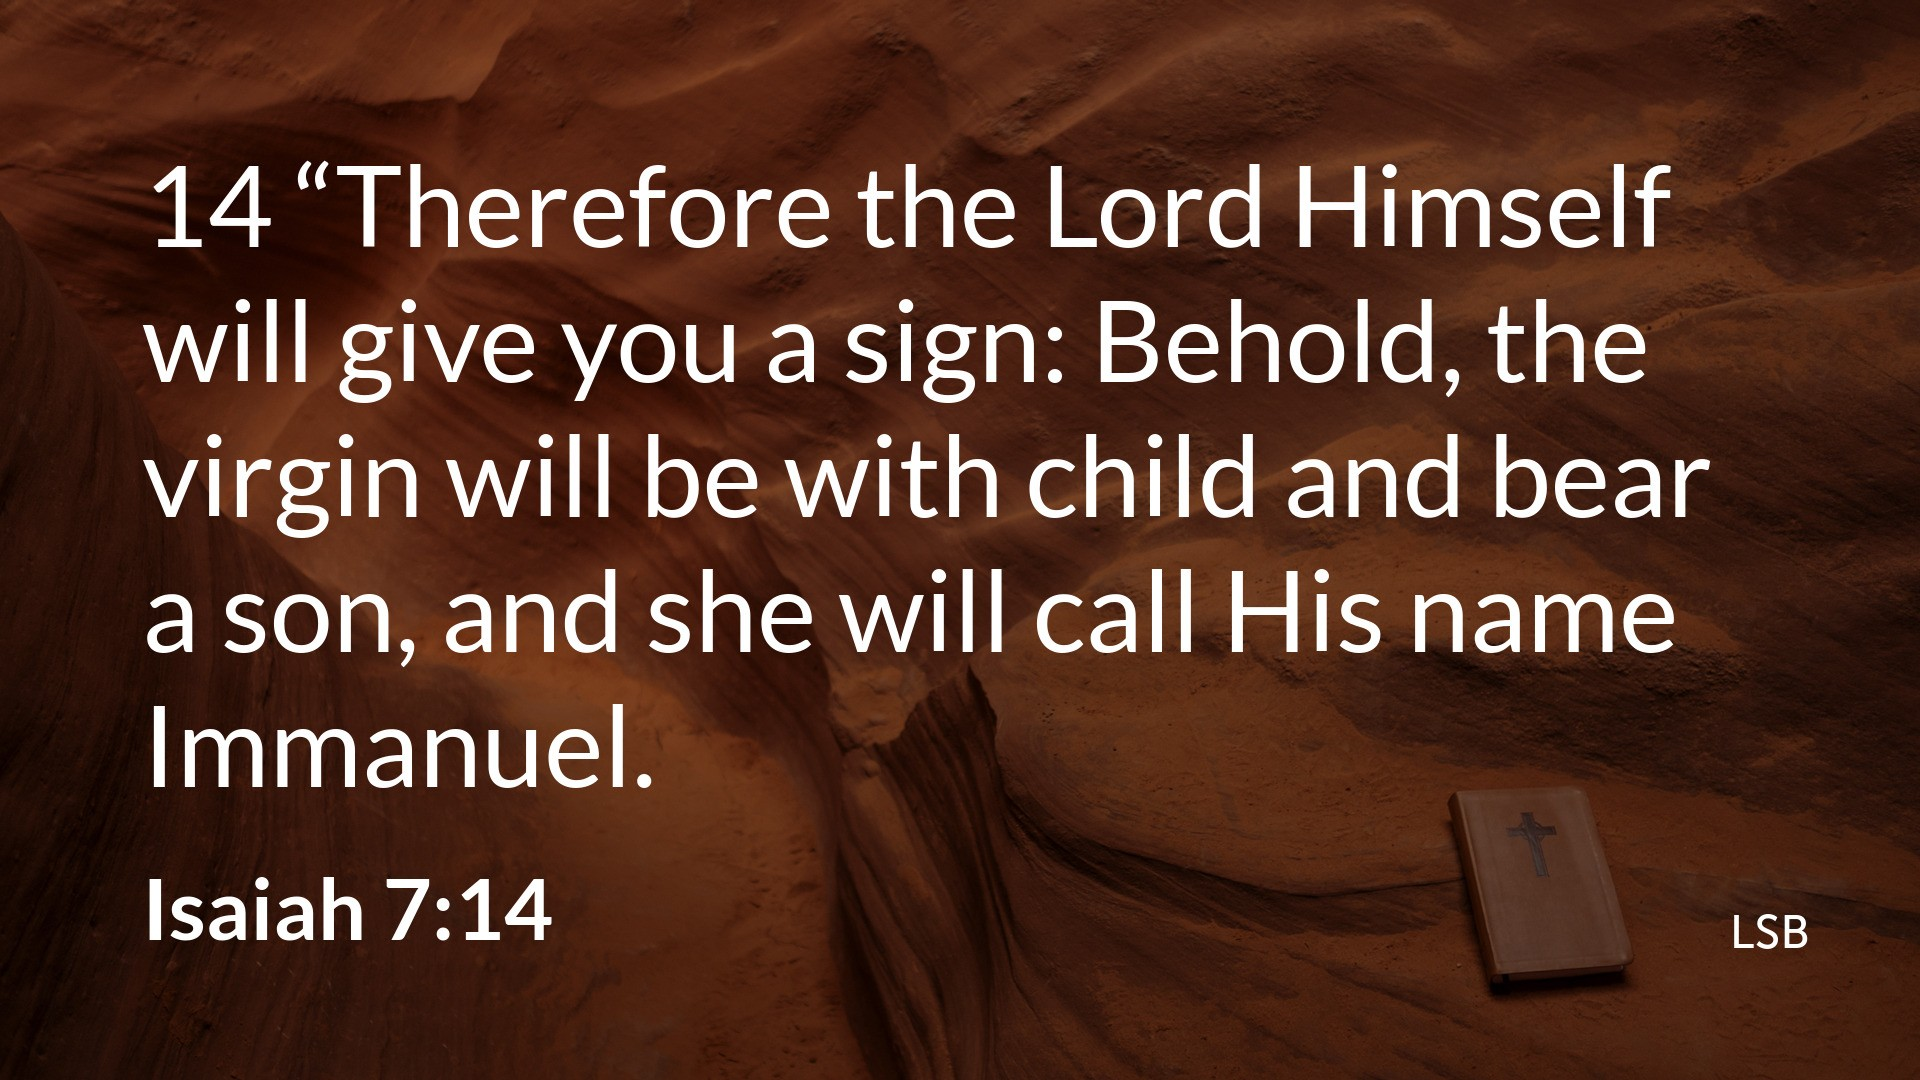 14 “Therefore the Lord Himself
will give you a sign: Behold, the
virgin will be with child and bear
a son, and she will call His name
Immanuel.
Isaiah 7:14
LSB